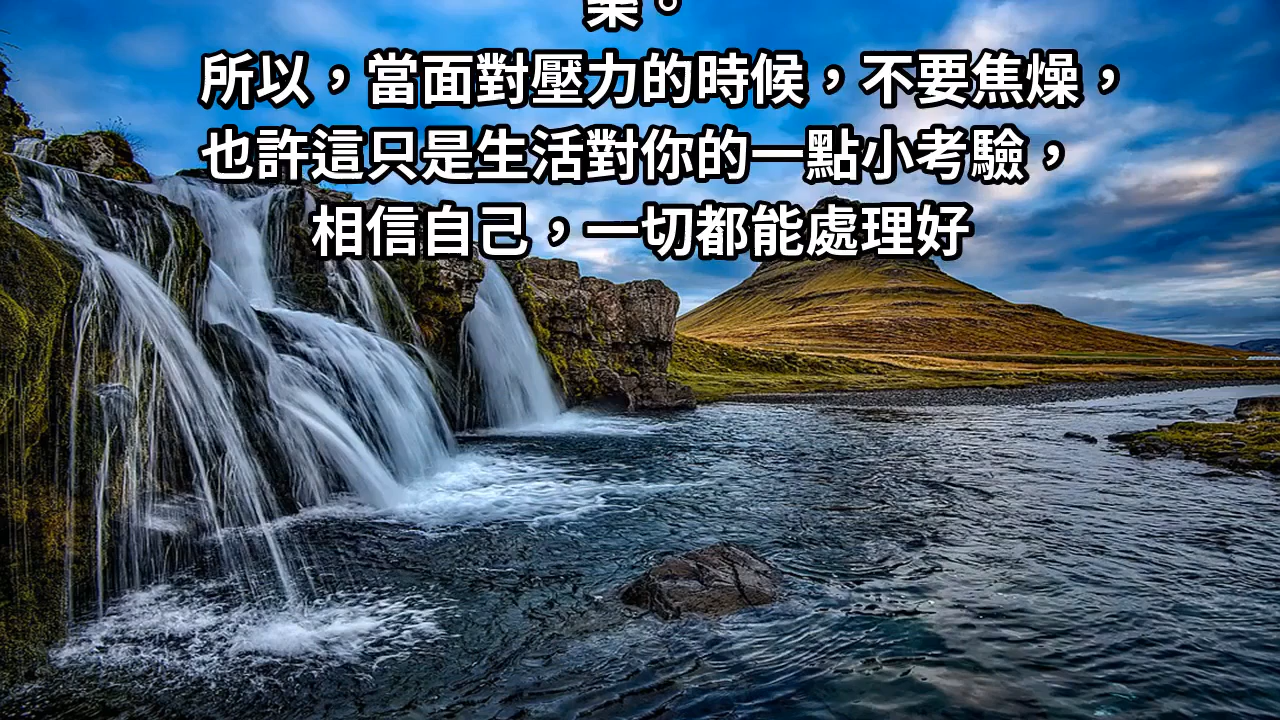 所以,當面對壓力的時候,不要焦燥,
也許這只是生活對你的一點小考驗,
相信自己,一切都能處理好